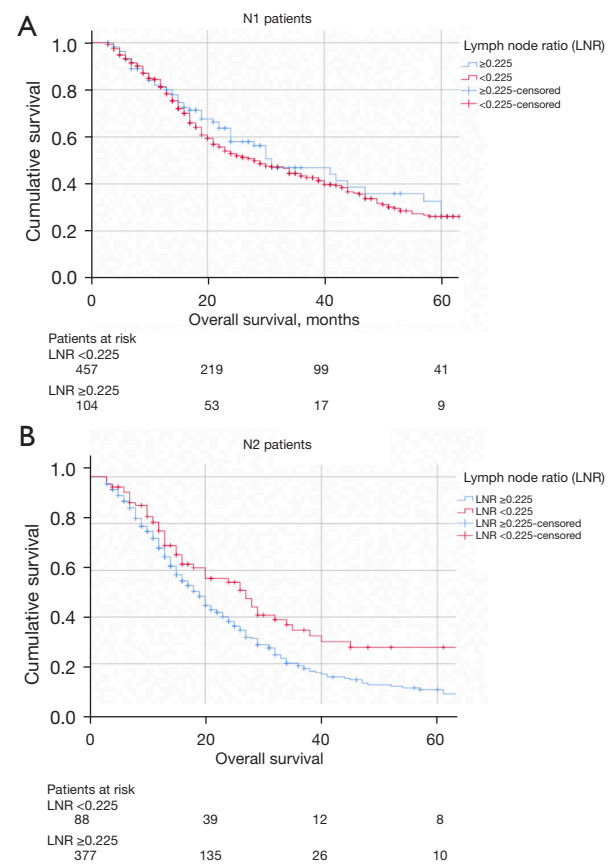 A
N1 patients
Lymph node ratio (LNR)
≥0.225
<0.225
≥0.225-censored
<0.225-censored
Cumulative survival
1.0
0.8
0.6
0.4
0.2
0.0
0 20 40 60
Overall survival, months
Patients at risk
LNR <0.225
457 219 99 41
LNR ≥0.225
104 53 17 9
B
N2 patients
Lymph node ratio (LNR)
LNR ≥0.225
LNR <0.225
LNR ≥0.225-censored
LNR <0.225-censored
Cumulative survival
1.0
0.8
0.6
0.4
0.2
0.0
0 20 40 60
Overall survival
Patients at risk
LNR <0.225
88 39 12 8
LNR ≥0.225
377 135 26 10